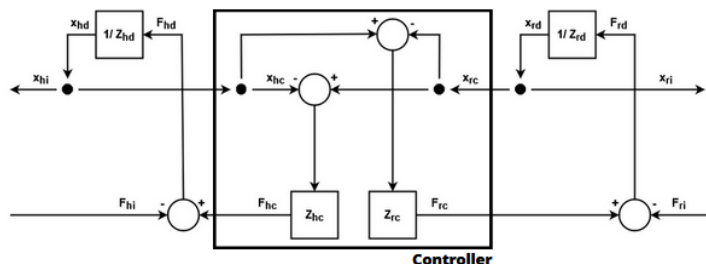 x_hd
1/ Z_hd
F_hd
+
-
x_rd
1/ Z_rd
F_rd
x_hi
x_hc
-
+
x_rc
x_ri
F_hi
-
+
F_hc
Z_hc
Z_rc
F_rc
+
-
F_ri
Controller